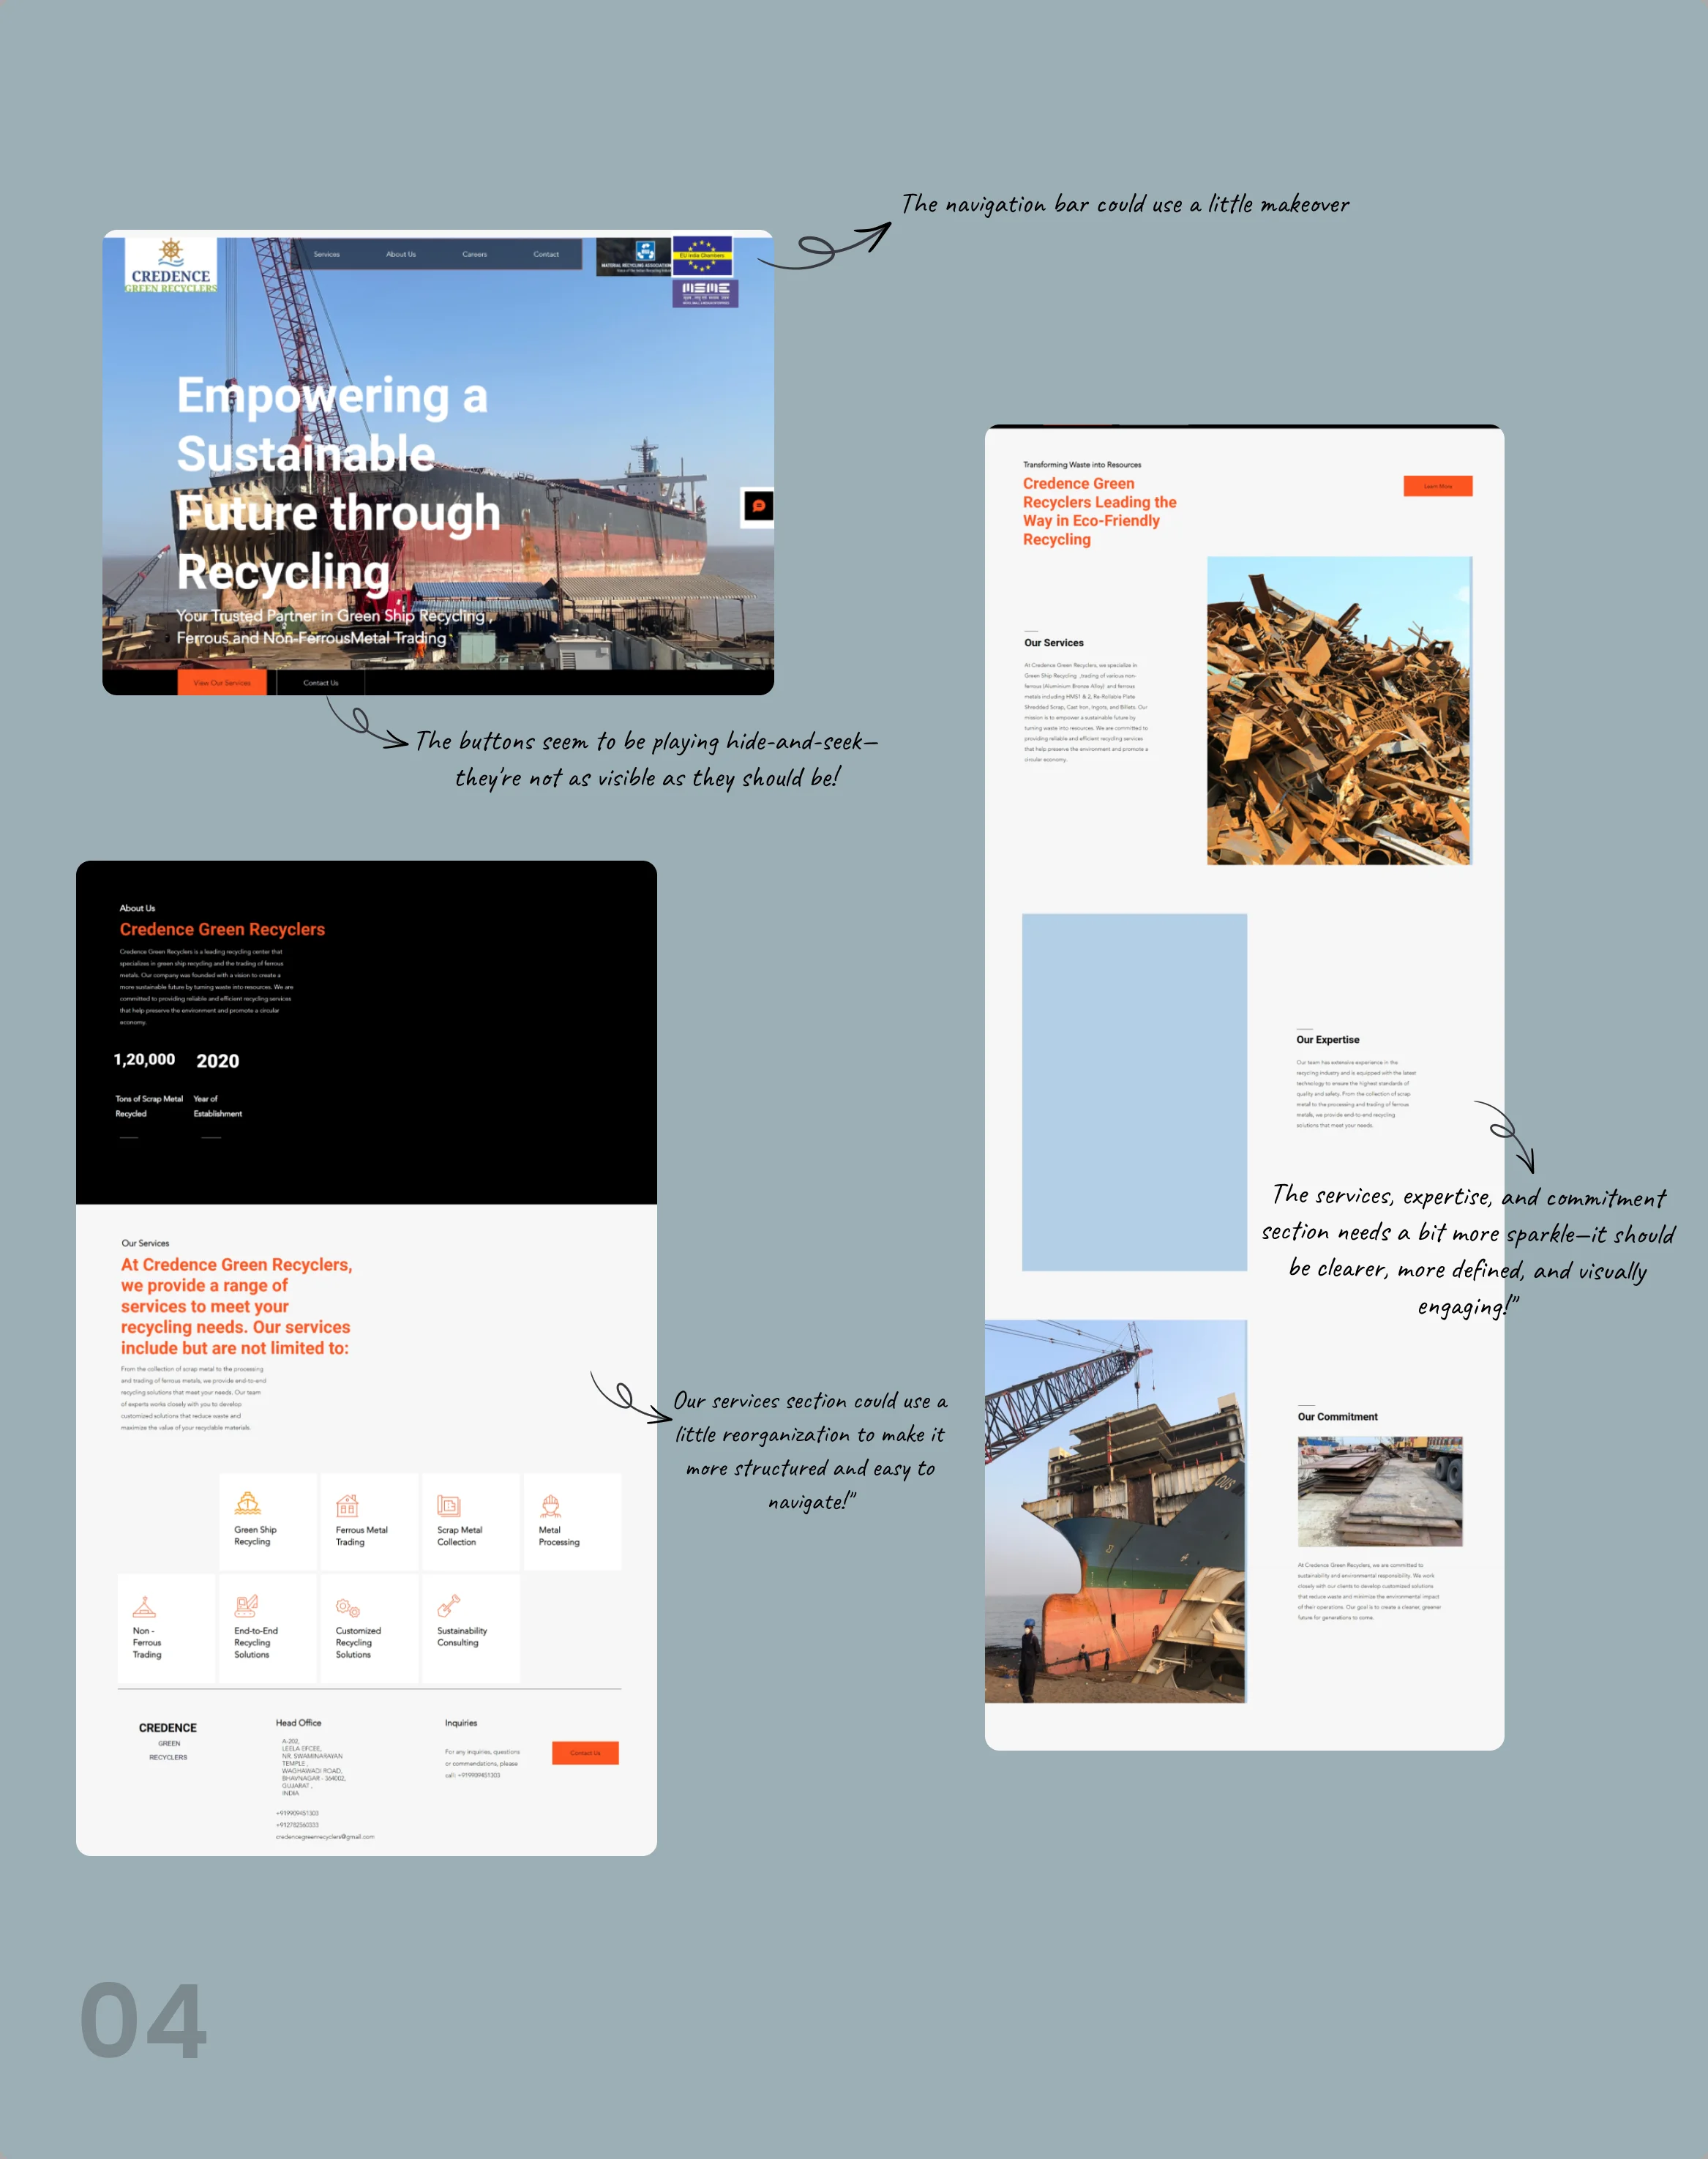 The navigation bar could use a little makeover
CREDENCE
GREEN RECYCLERS
Services
About Us
Careers
Contact
MATERIAL RECYCLING ASSOCIATION
EU India Chambers
MSME
Empowering a
Sustainable
Future through
Recycling
Your Trusted Partner in Green Ship Recycling ,
Ferrous and Non-FerrousMetal Trading
View Our Services
Contact Us
The buttons seem to be playing hide-and-seek—
they're not as visible as they should be!
Transforming Waste into Resources
Credence Green
Recyclers Leading the
Way in Eco-Friendly
Recycling
Learn More
Our Services
At Credence Green Recyclers, we specialize in
Green Ship Recycling , trading of various non-
ferrous (Aluminium Bronze Alloy) and ferrous
metals including HMS1 & 2, Re-Rollable Plate
Shredded Scrap, Cast Iron, Ingots, and Billets. Our
mission is to empower a sustainable future by
turning waste into resources. We are committed to
providing reliable and efficient recycling services
that help preserve the environment and promote a
circular economy.
Our Expertise
Our team has extensive experience in the
recycling industry and is equipped with the latest
technology to ensure the highest standards of
quality and safety. From the collection of scrap
metal to the processing and trading of ferrous
metals, we provide end-to-end recycling
solutions that meet your needs.
The services, expertise, and commitment
section needs a bit more sparkle—it should
be clearer, more defined, and visually
engaging!"
Our Commitment
At Credence Green Recyclers, we are committed to
sustainability and environmental responsibility. We work
closely with our clients to develop customized solutions
that reduce waste and minimize the environmental impact
of their operations. Our goal is to create a cleaner, greener
future for generations to come.
About Us
Credence Green Recyclers
Credence Green Recyclers is a leading recycling center that
specializes in green ship recycling and the trading of ferrous
metals. Our company was founded with a vision to create a
more sustainable future by turning waste into resources. We are
committed to providing reliable and efficient recycling services
that help preserve the environment and promote a circular
economy.
1,20,000
2020
Tons of Scrap Metal
Recycled
Year of
Establishment
Our Services
At Credence Green Recyclers,
we provide a range of
services to meet your
recycling needs. Our services
include but are not limited to:
From the collection of scrap metal to the processing
and trading of ferrous metals, we provide end-to-end
recycling solutions that meet your needs. Our team
of experts works closely with you to develop
customized solutions that reduce waste and
maximize the value of your recyclable materials.
Our services section could use a
little reorganization to make it
more structured and easy to
navigate!"
Green Ship
Recycling
Ferrous Metal
Trading
Scrap Metal
Collection
Metal
Processing
Non -
Ferrous
Trading
End-to-End
Recycling
Solutions
Customized
Recycling
Solutions
Sustainability
Consulting
CREDENCE
GREEN
RECYCLERS
Head Office
A-202,
LEELA EFCEE,
NR. SWAMINARAYAN
TEMPLE ,
WAGHAWADI ROAD,
BHAVNAGAR - 364002,
GUJARAT ,
INDIA
+919909451303
+912782560333
credencegreenrecyclers@gmail.com
Inquiries
For any inquiries, questions
or commendations, please
call: +919909451303
Contact Us
04